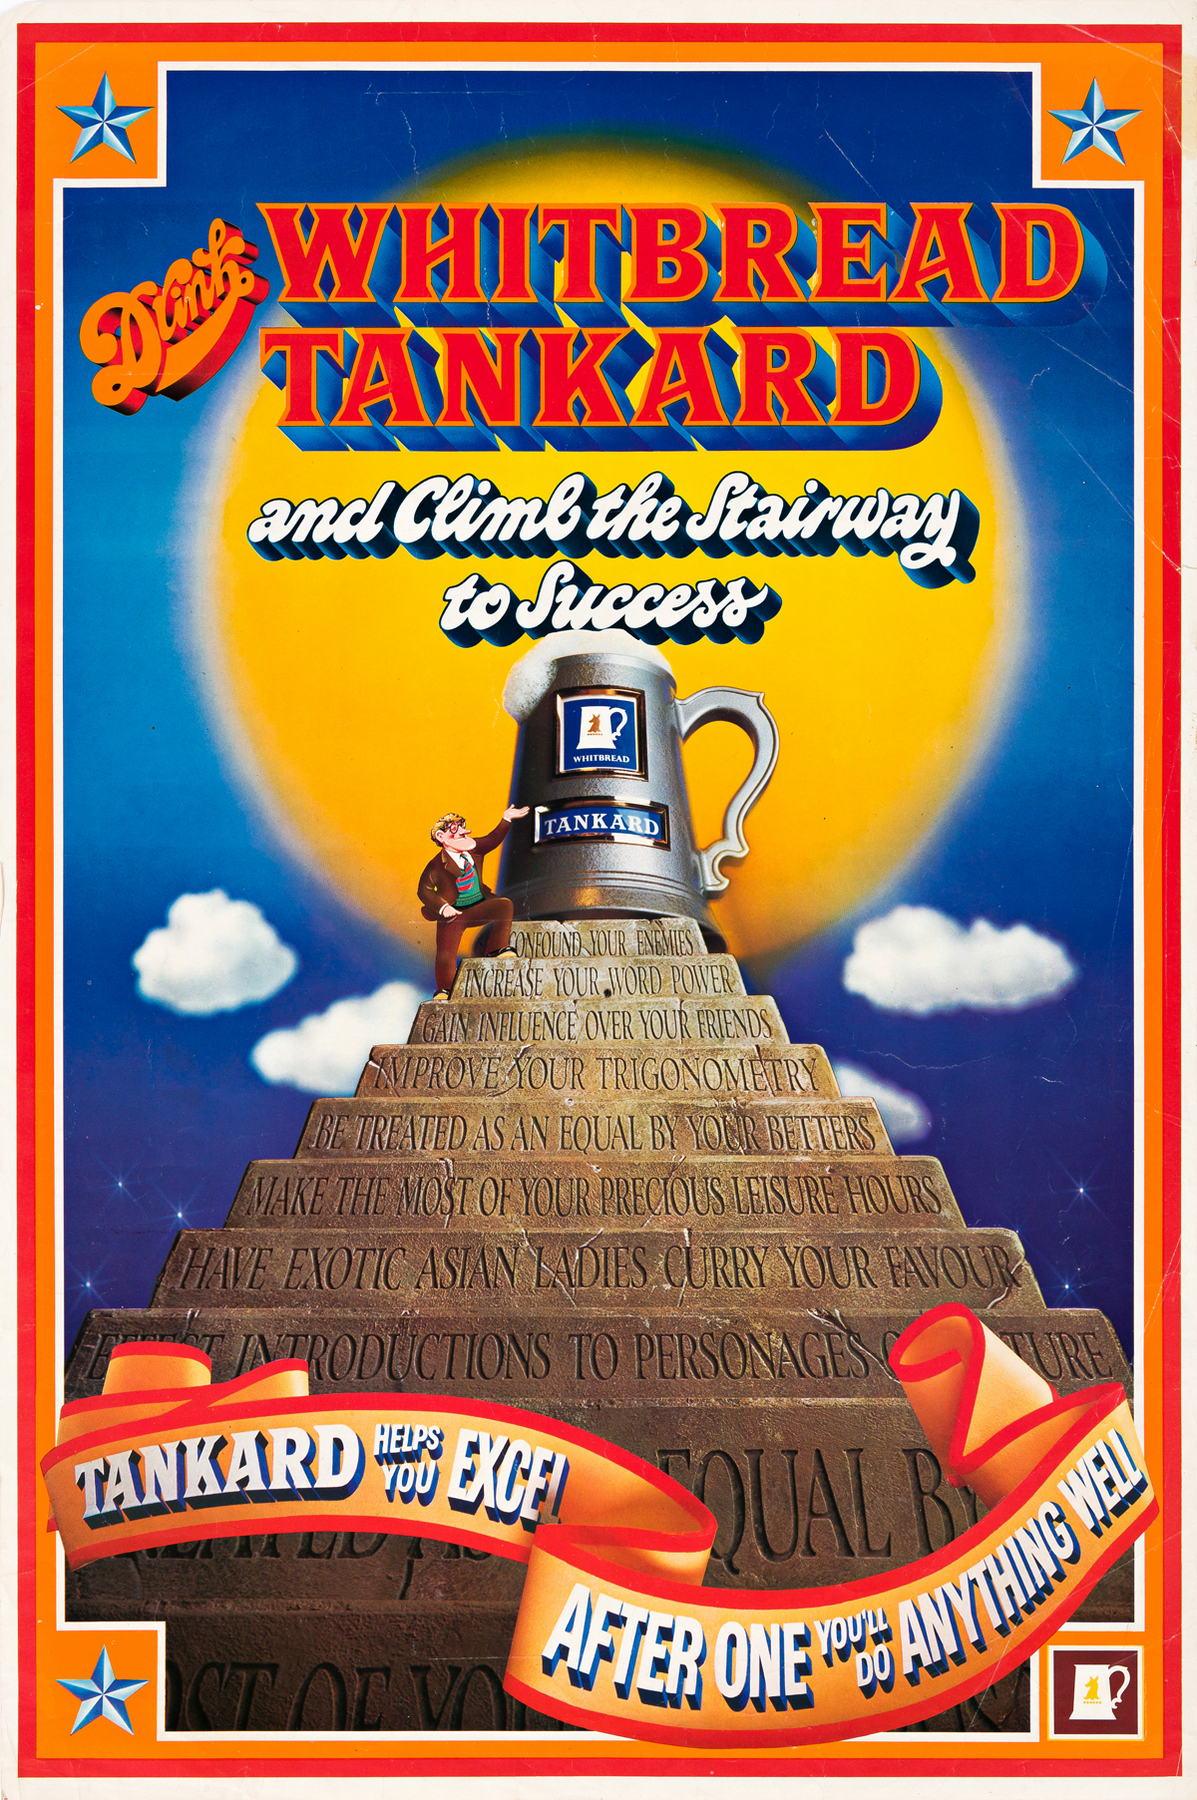 Drink WHITBREAD
TANKARD
and Climb the Stairway
to Success
WHITBREAD
TANKARD
CONFOUND YOUR ENEMIES
INCREASE YOUR WORD POWER
GAIN INFLUENCE OVER YOUR FRIENDS
IMPROVE YOUR TRIGONOMETRY
BE TREATED AS AN EQUAL BY YOUR BETTERS
MAKE THE MOST OF YOUR PRECIOUS LEISURE HOURS
HAVE EXOTIC ASIAN LADIES CURRY YOUR FAVOUR
EFFECT INTRODUCTIONS TO PERSONAGES
TANKARD HELPS YOU EXCEL
EQUAL
AFTER ONE YOU'LL DO ANYTHING WELL
OF